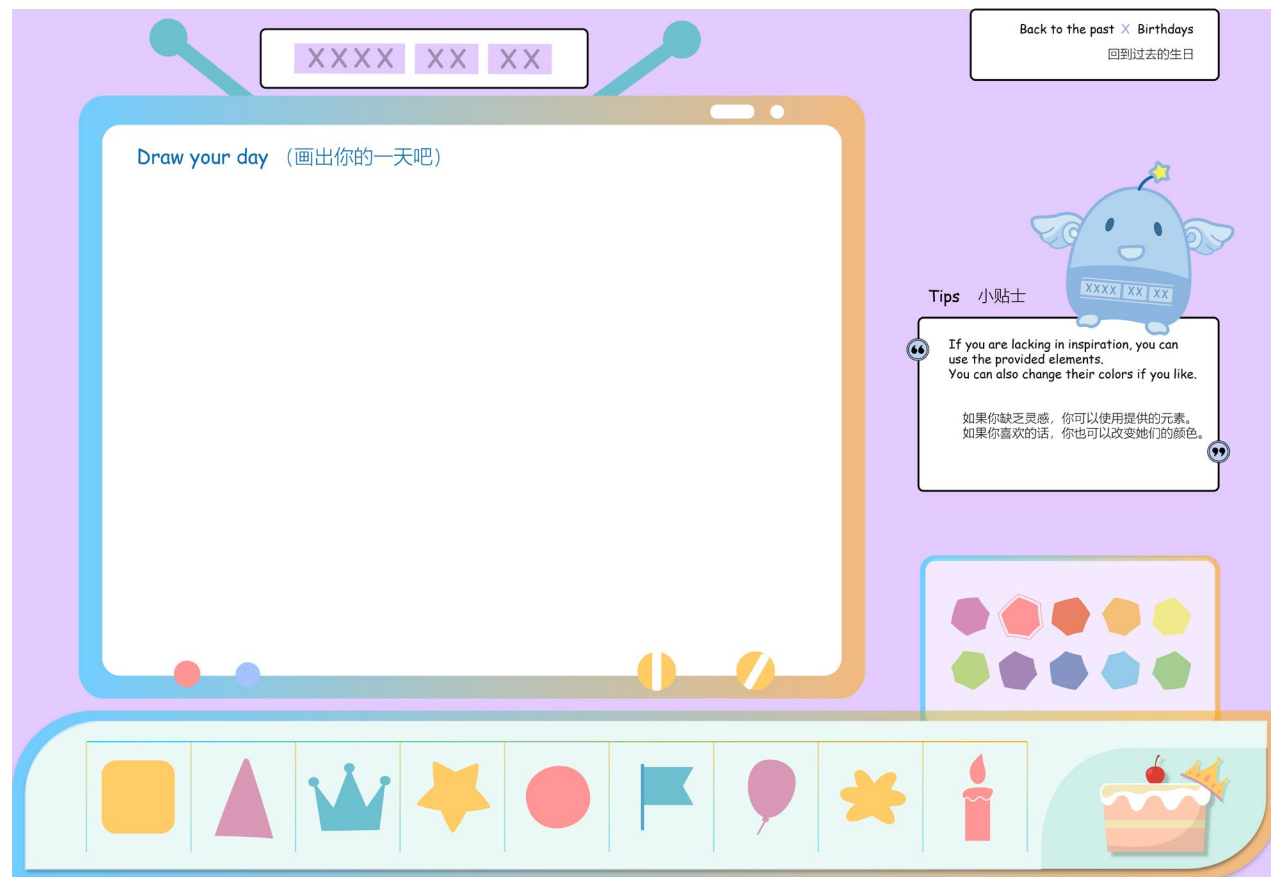 XXXX XX XX
Back to the past X Birthdays
回到过去的生日
Draw your day （画出你的一天吧）
XXXX XX XX
Tips 小贴士
If you are lacking in inspiration, you can
use the provided elements.
You can also change their colors if you like.
如果你缺乏灵感，你可以使用提供的元素。
如果你喜欢的话，你也可以改变她们的颜色。